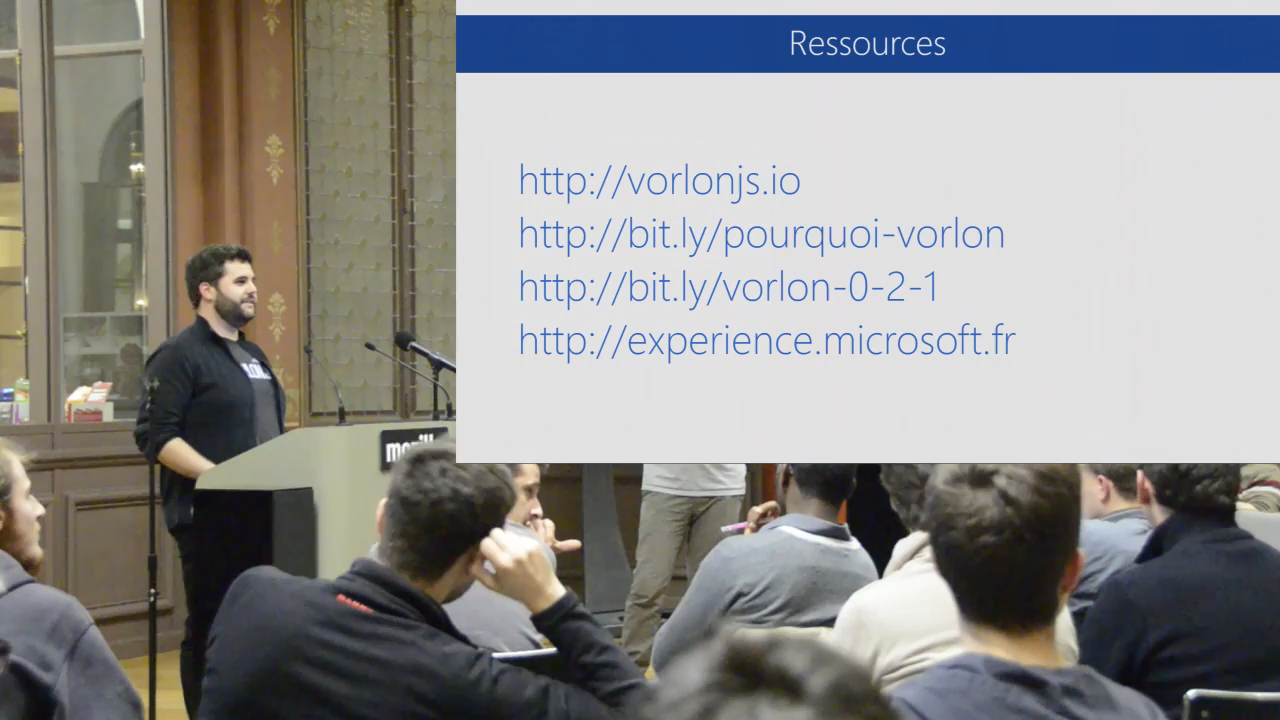 Ressources
http://vorlonjs.io
http://bit.ly/pourquoi-vorlon
http://bit.ly/vorlon-0-2-1
http://experience.microsoft.fr